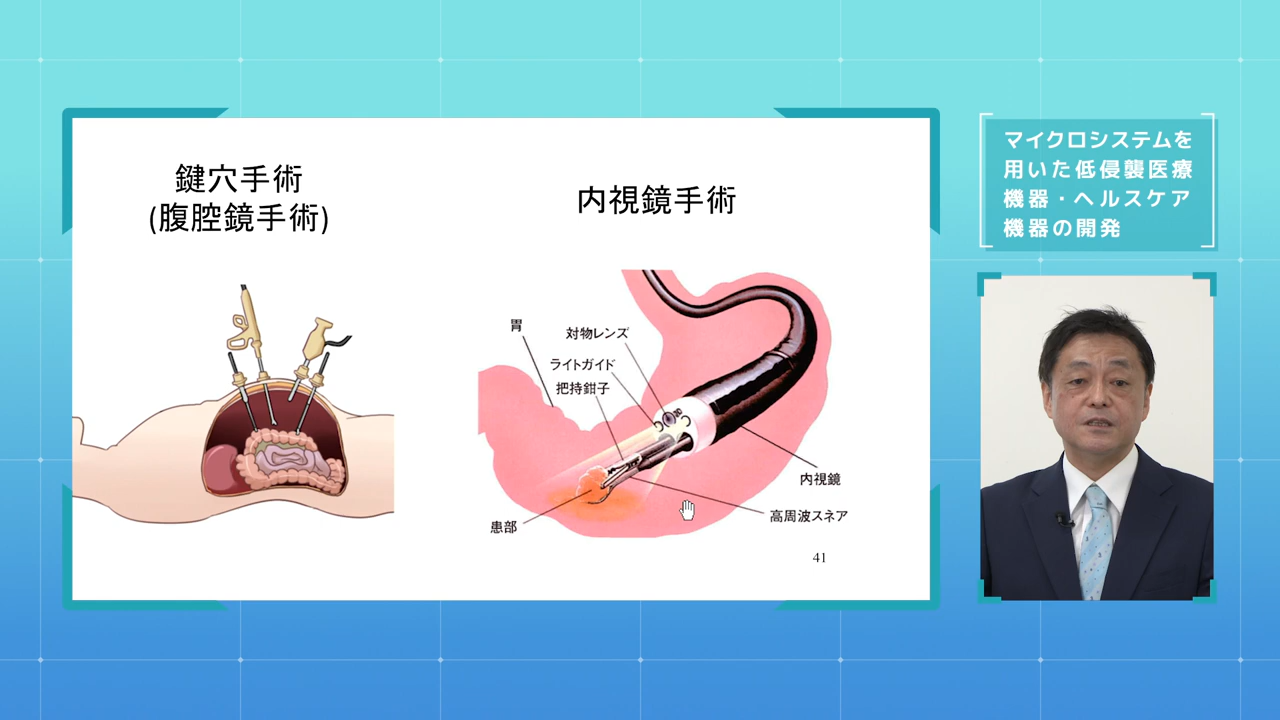 鍵穴手術
(腹腔鏡手術)
内視鏡手術
胃
対物レンズ
ライトガイド
把持鉗子
内視鏡
高周波スネア
患部
41
マイクロシステムを
用いた低侵襲医療
機器・ヘルスケア
機器の開発